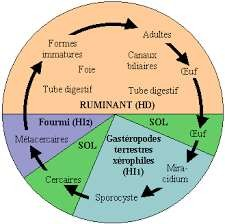 Adultes
Formes
immatures
Canaux
biliaires
Foie
Œuf
Tube digestif
Tube digestif
RUMINANT (HD)
Fourmi (HI2)
SOL
Œuf
Métacercaires
Gastéropodes
terrestres
xérophiles
(HI1)
SOL
Mira-
cidium
Cercaires
Sporocyste